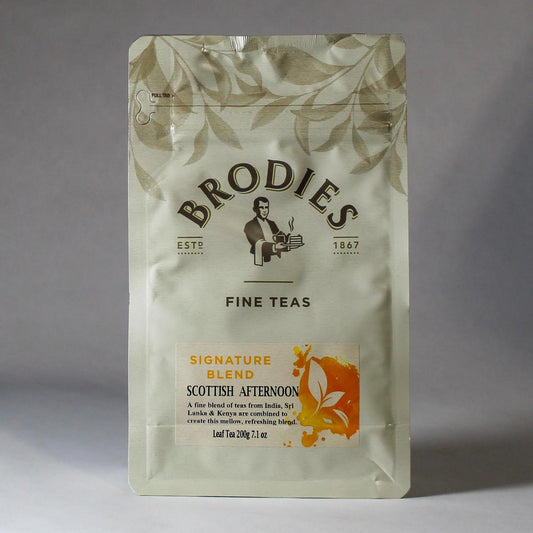 PULL TAB
BRODIES
ESTD 1867
FINE TEAS
SIGNATURE
BLEND
SCOTTISH AFTERNOON
A fine blend of teas from India, Sri
Lanka & Kenya are combined to
create this mellow, refreshing blend.
Leaf Tea 200g 7.1 oz